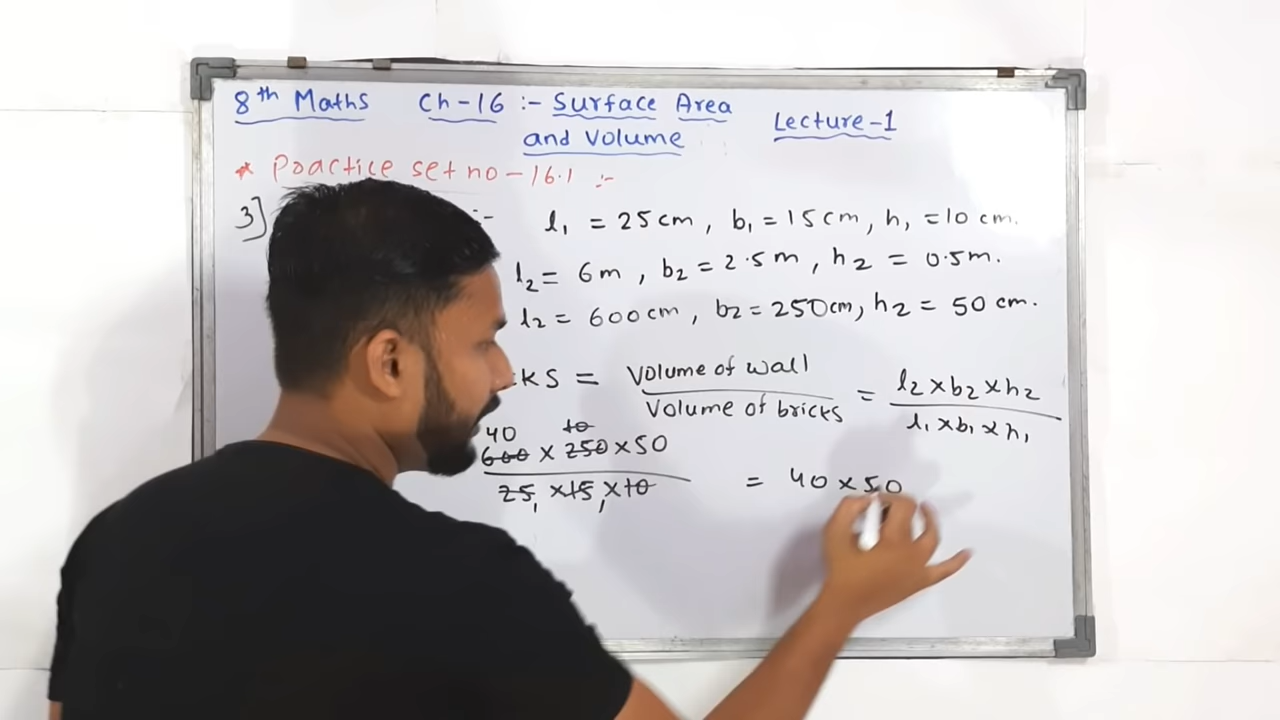 8th Maths Ch-16 :- Surface Area
and Volume
Lecture-1
* Practice set no - 16.1 :-
3] :- l₁ = 25 cm, b₁ = 15 cm, h₁ = 10 cm.
l₂ = 6 m, b₂ = 2.5 m, h₂ = 0.5 m.
l₂ = 600 cm, b₂ = 250 cm, h₂ = 50 cm.
= Volume of wall / Volume of bricks = l₂ × b₂ × h₂ / l₁ × b₁ × h₁
40 10
600 × 250 × 50
25 × 15 × 10
= 40 × 50